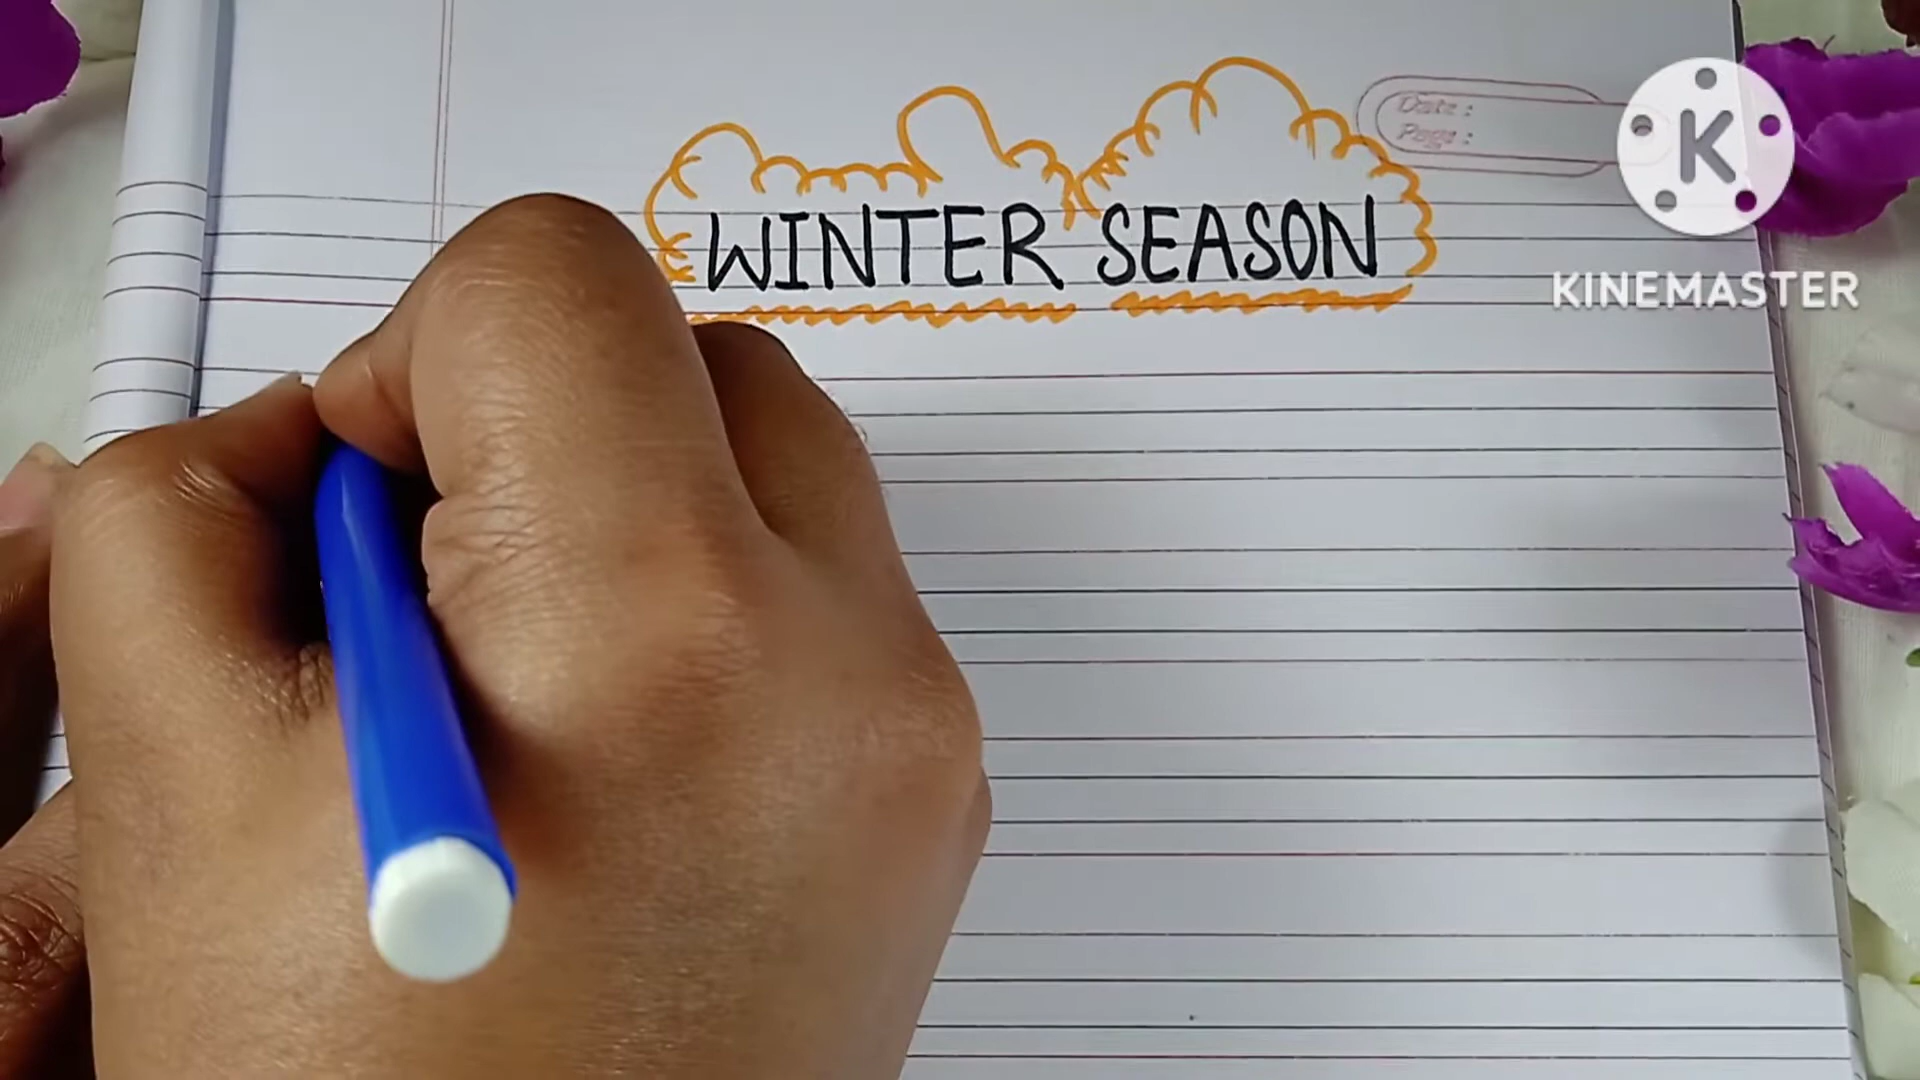 Date :
Page :
WINTER SEASON
K
KINEMASTER